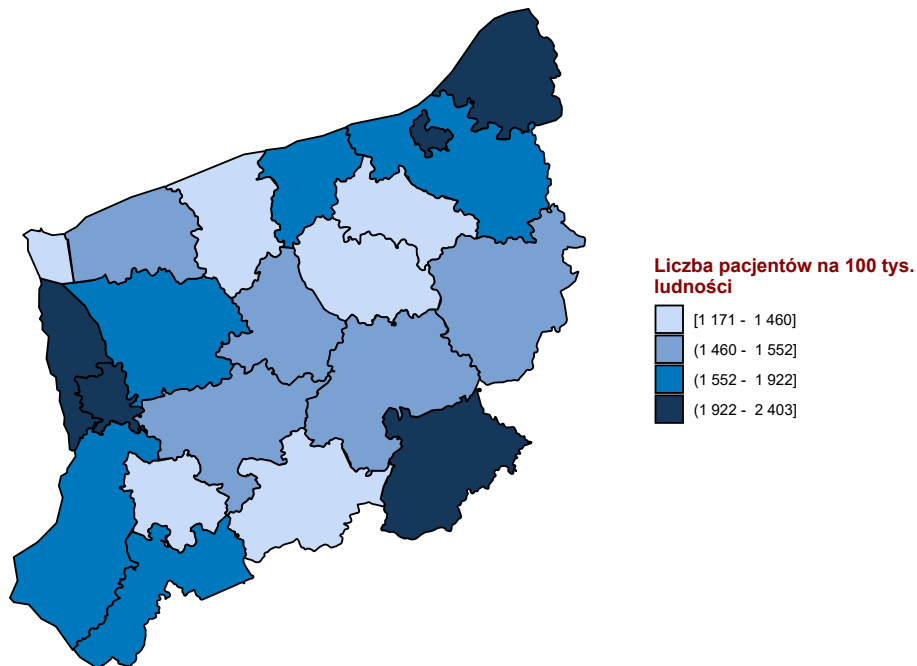 Liczba pacjentów na 100 tys.
ludności
[1 171 - 1 460]
(1 460 - 1 552]
(1 552 - 1 922]
(1 922 - 2 403]